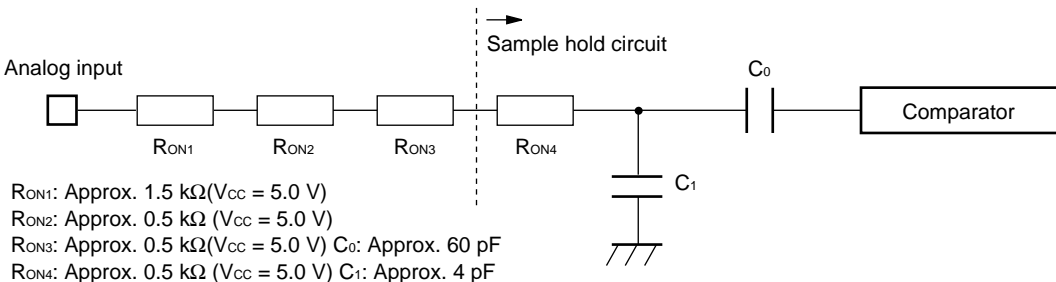 Sample hold circuit
Analog input
C0
Comparator
RON1
RON2
RON3
RON4
C1
RON1: Approx. 1.5 kΩ(VCC = 5.0 V)
RON2: Approx. 0.5 kΩ (VCC = 5.0 V)
RON3: Approx. 0.5 kΩ(VCC = 5.0 V) C0: Approx. 60 pF
RON4: Approx. 0.5 kΩ (VCC = 5.0 V) C1: Approx. 4 pF